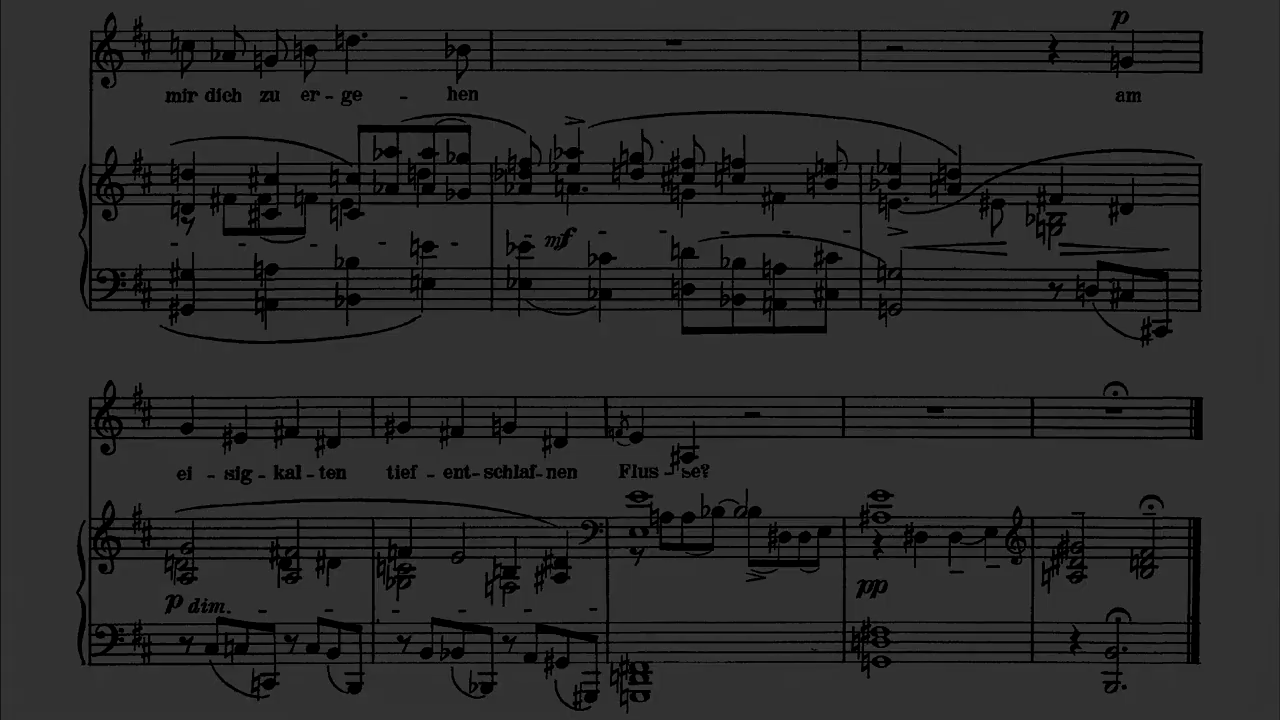 p
mir dich zu er - ge - hen am
mf
ei - sig - kal - ten tief - ent - schlaf - nen Flus - se?
p dim.
pp